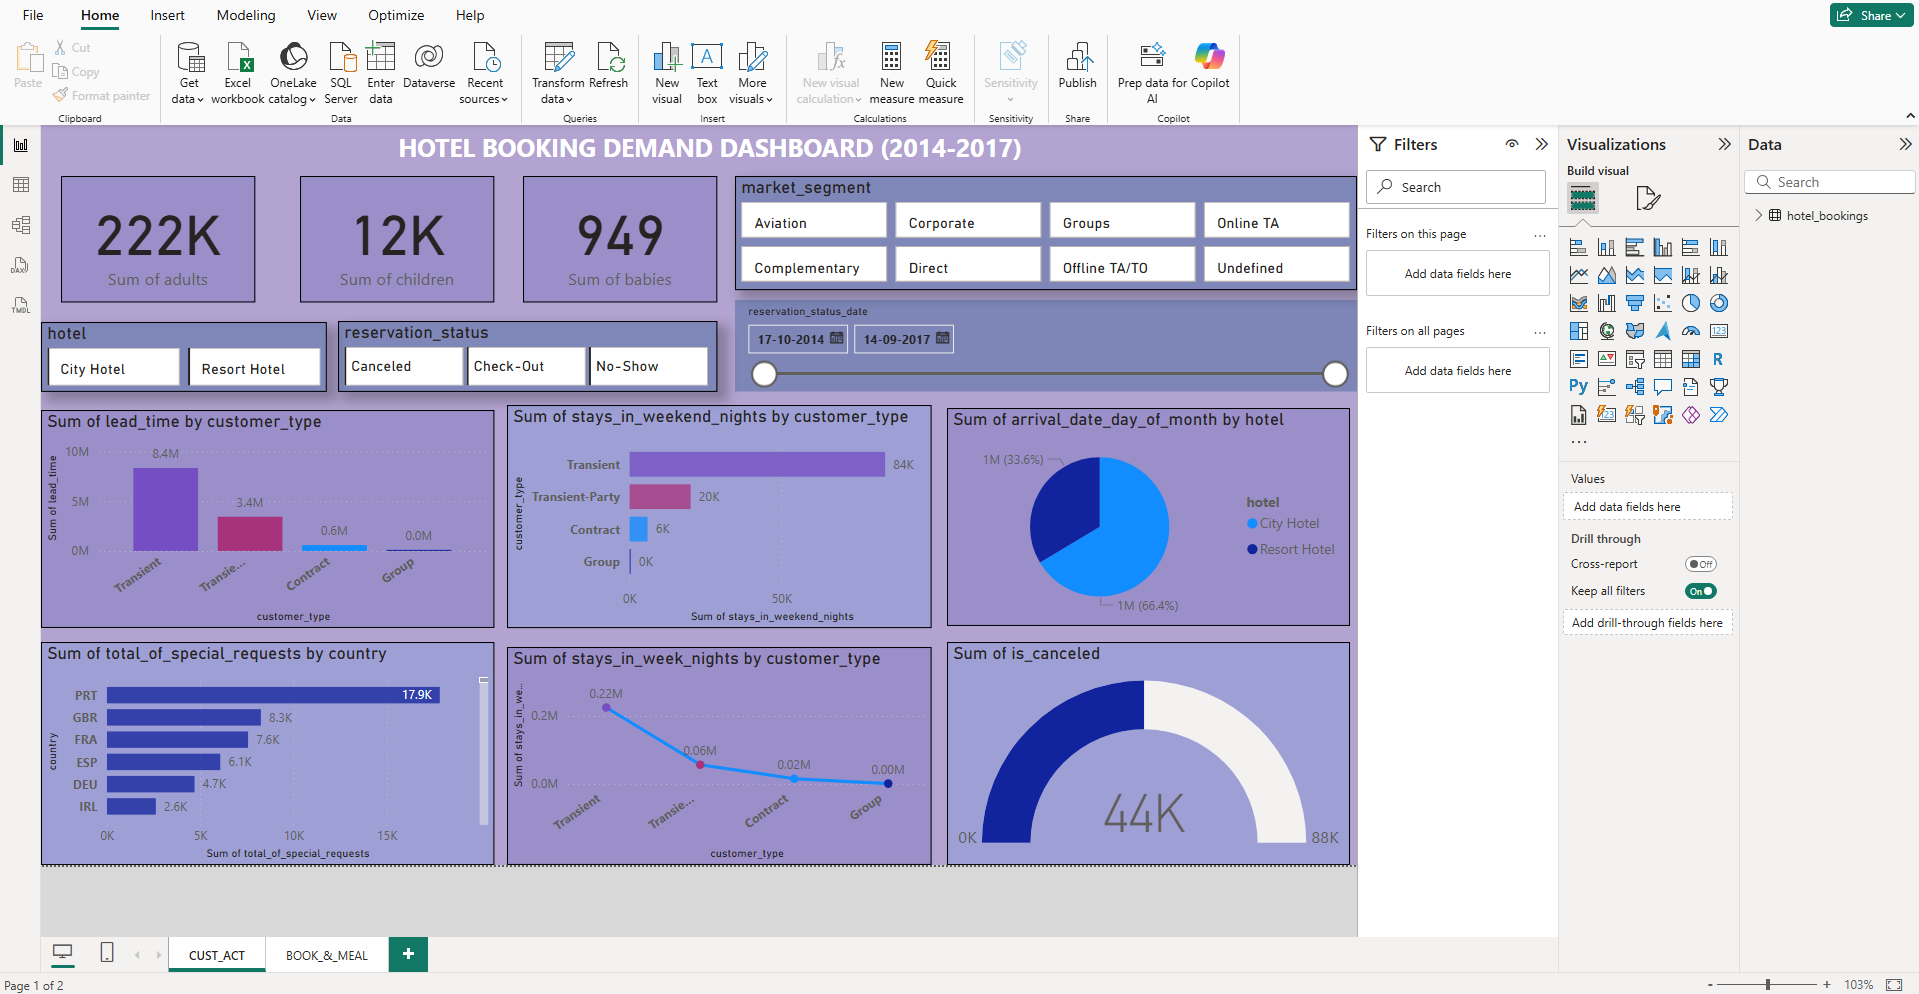 File Home Insert Modeling View Optimize Help Share
Paste
Cut
Copy
Format painter
Clipboard
Get data
Excel workbook
OneLake catalog
SQL Server
Enter data
Dataverse
Recent sources
Data
Transform data
Refresh
Queries
New visual
Text box
More visuals
Insert
New visual calculation
New measure
Quick measure
Calculations
Sensitivity
Sensitivity
Publish
Share
Prep data for AI
Copilot
Copilot
DAX
TMDL
HOTEL BOOKING DEMAND DASHBOARD (2014-2017)
222K
Sum of adults
12K
Sum of children
949
Sum of babies
market_segment
Aviation Corporate Groups Online TA
Complementary Direct Offline TA/TO Undefined
hotel
City Hotel Resort Hotel
reservation_status
Canceled Check-Out No-Show
reservation_status_date
17-10-2014 14-09-2017
Sum of lead_time by customer_type
Sum of lead_time
10M
5M
0M
8.4M
3.4M
0.6M
0.0M
Transient Transie... Contract Group
customer_type
Sum of stays_in_weekend_nights by customer_type
customer_type
Transient 84K
Transient-Party 20K
Contract 6K
Group 0K
0K 50K
Sum of stays_in_weekend_nights
Sum of arrival_date_day_of_month by hotel
1M (33.6%)
1M (66.4%)
hotel
City Hotel
Resort Hotel
Sum of total_of_special_requests by country
country
PRT 17.9K
GBR 8.3K
FRA 7.6K
ESP 6.1K
DEU 4.7K
IRL 2.6K
0K 5K 10K 15K
Sum of total_of_special_requests
Sum of stays_in_week_nights by customer_type
Sum of stays_in_we...
0.2M
0.0M
0.22M
0.06M
0.02M
0.00M
Transient Transie... Contract Group
customer_type
Sum of is_canceled
44K
0K 88K
Filters
Search
Filters on this page ...
Add data fields here
Filters on all pages ...
Add data fields here
Visualizations
Build visual
123
R
Py
123
...
Values
Add data fields here
Drill through
Cross-report Off
Keep all filters On
Add drill-through fields here
Data
Search
hotel_bookings
CUST_ACT BOOK_&_MEAL +
Page 1 of 2
- + 103%